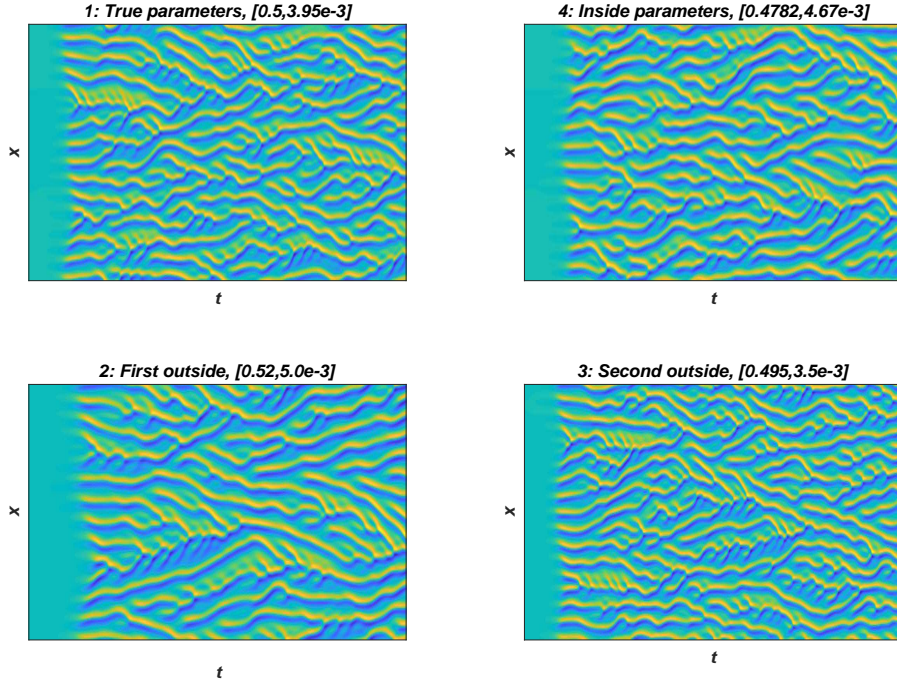 1: True parameters, [0.5,3.95e-3]
x
t
4: Inside parameters, [0.4782,4.67e-3]
x
t
2: First outside, [0.52,5.0e-3]
x
t
3: Second outside, [0.495,3.5e-3]
x
t